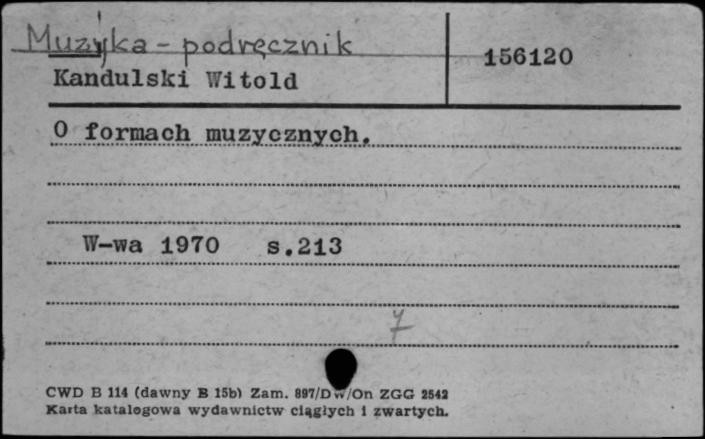 Muzyka - podręcznik
156120
Kandulski Witold
O formach muzycznych.
W-wa 1970 s.213
7
CWD B 114 (dawny B 15b) Zam. 897/DW/On ZGG 2542
Karta katalogowa wydawnictw ciągłych i zwartych.